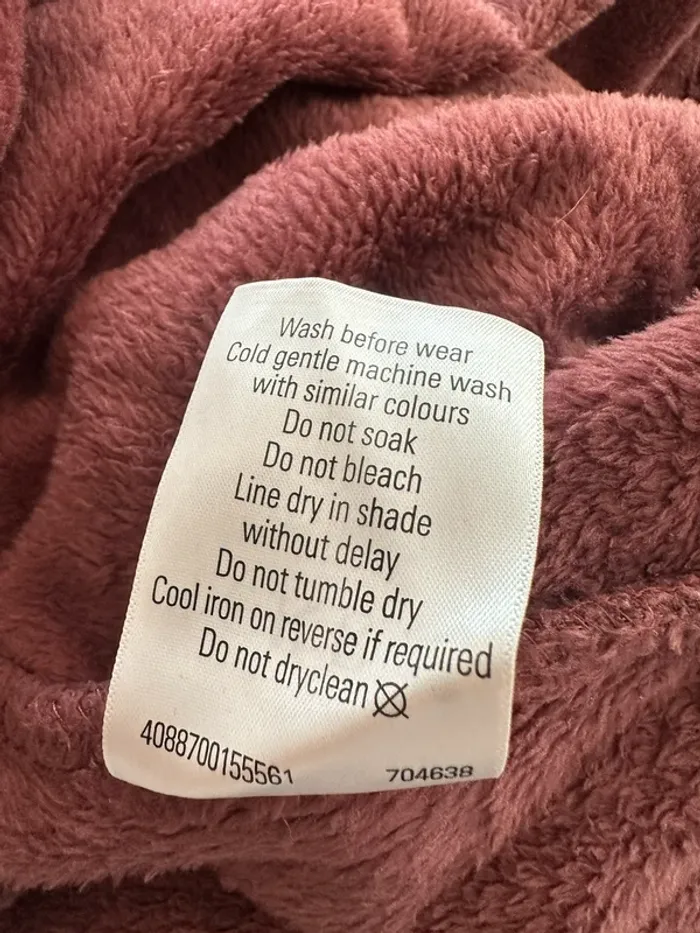 Wash before wear
Cold gentle machine wash
with similar colours
Do not soak
Do not bleach
Line dry in shade
without delay
Do not tumble dry
Cool iron on reverse if required
Do not dryclean
4088700155561
704638